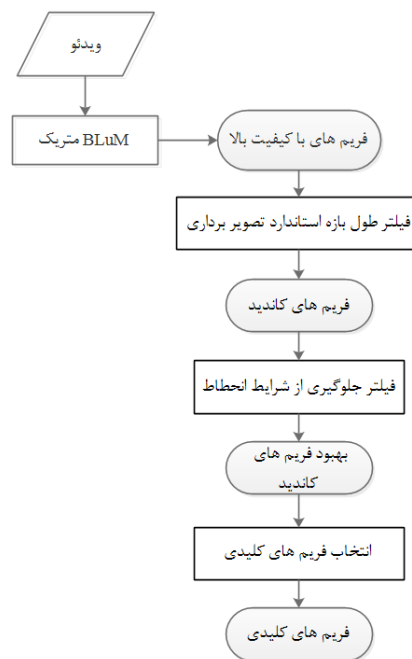 ویدئو
متریک BLuM
فریم های با کیفیت بالا
فیلتر طول بازه استاندارد تصویر برداری
فریم های کاندید
فیلتر جلوگیری از شرایط انحطاط
بهبود فریم های
کاندید
انتخاب فریم های کلیدی
فریم های کلیدی